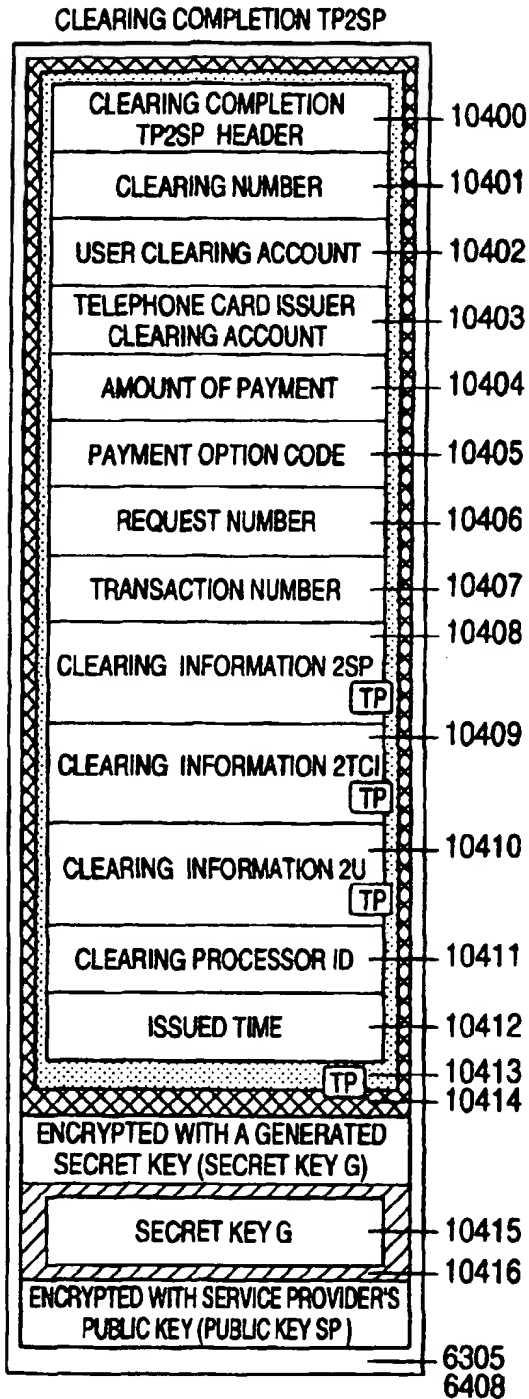 CLEARING COMPLETION TP2SP
CLEARING COMPLETION
TP2SP HEADER
10400
CLEARING NUMBER
10401
USER CLEARING ACCOUNT
10402
TELEPHONE CARD ISSUER
CLEARING ACCOUNT
10403
AMOUNT OF PAYMENT
10404
PAYMENT OPTION CODE
10405
REQUEST NUMBER
10406
TRANSACTION NUMBER
10407
10408
CLEARING INFORMATION 2SP
TP
10409
CLEARING INFORMATION 2TCI
TP
10410
CLEARING INFORMATION 2U
TP
CLEARING PROCESSOR ID
10411
ISSUED TIME
10412
TP
10413
10414
ENCRYPTED WITH A GENERATED
SECRET KEY (SECRET KEY G)
SECRET KEY G
10415
10416
ENCRYPTED WITH SERVICE PROVIDER'S
PUBLIC KEY (PUBLIC KEY SP )
6305
6408